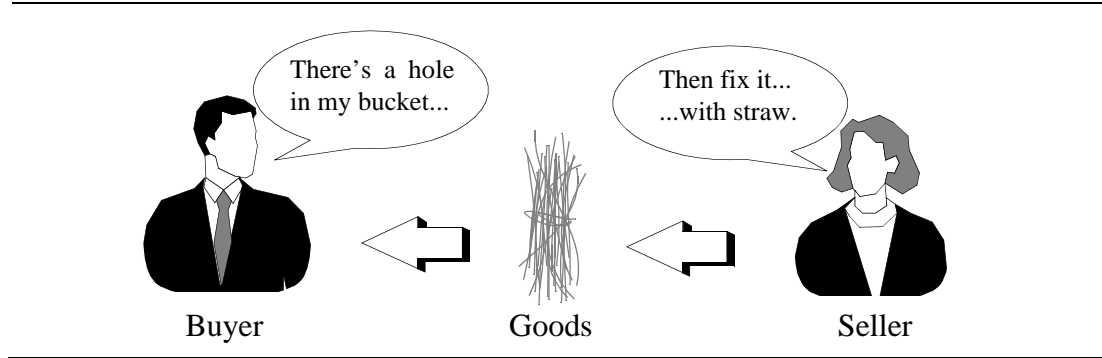 There's a hole
in my bucket...
Then fix it...
...with straw.
Buyer
Goods
Seller